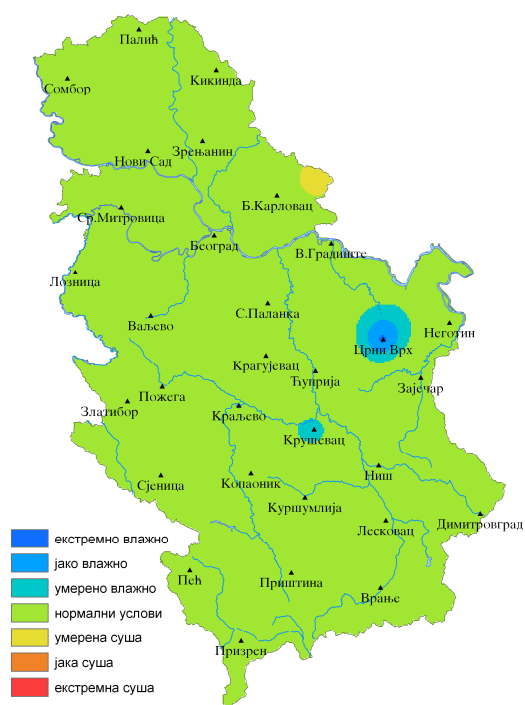 Палић
Сомбор
Кикинда
Зрењанин
Нови Сад
Б.Карловац
Ср.Митровица
Београд
В.Градиште
Лозница
С.Паланка
Ваљево
Неготин
Црни Врх
Крагујевац
Ћуприја
Зајечар
Пожега
Златибор
Краљево
Крушевац
Ниш
Сјеница
Копаоник
Куршумлија
Лесковац
Димитровград
Пећ
Приштина
Врање
Призрен
екстремно влажно
јако влажно
умерено влажно
нормални услови
умерена суша
јака суша
екстремна суша